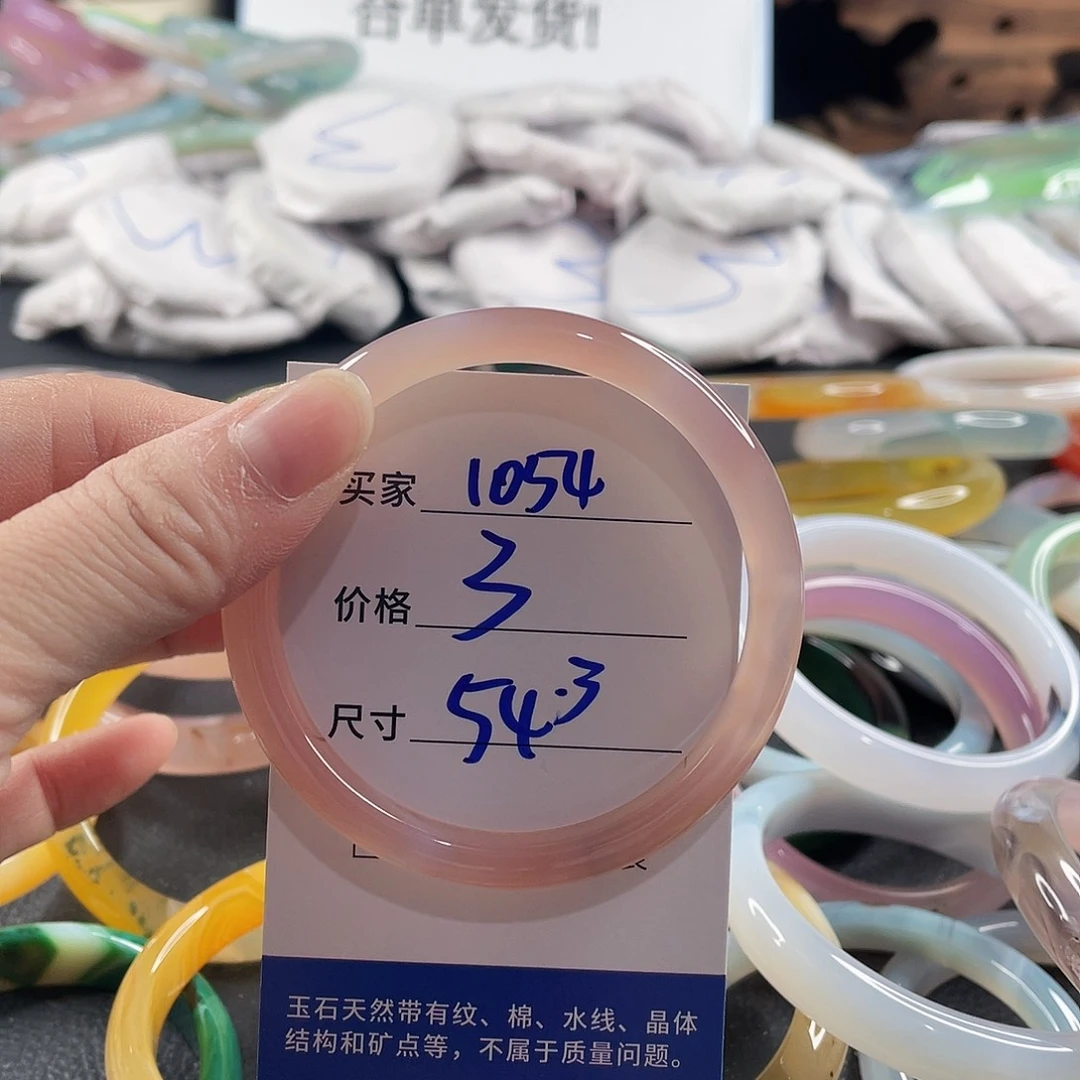 合单发货!
买家 1054
价格 3
尺寸 54.3
玉石天然带有纹、棉、水线、晶体
结构和矿点等，不属于质量问题。